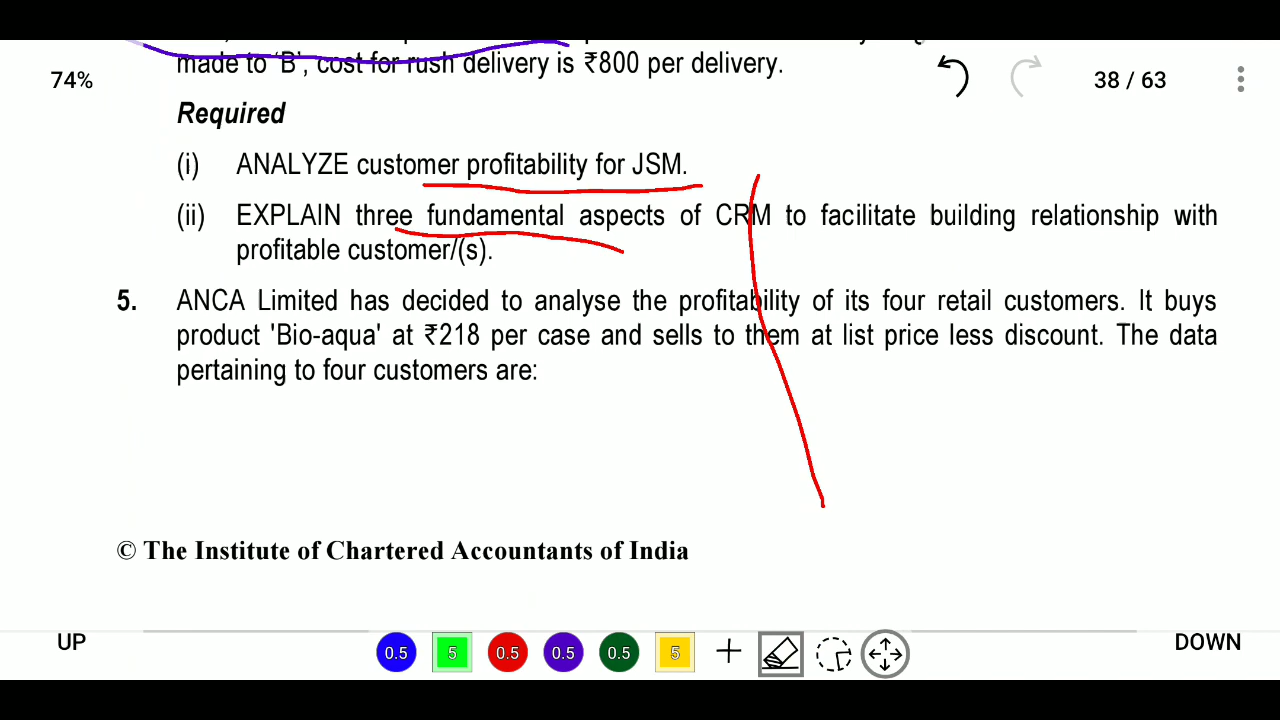 made to ‘B’, cost for rush delivery is ₹800 per delivery.
74%
38 / 63
Required
(i) ANALYZE customer profitability for JSM.
(ii) EXPLAIN three fundamental aspects of CRM to facilitate building relationship with
profitable customer/(s).
5. ANCA Limited has decided to analyse the profitability of its four retail customers. It buys
product 'Bio-aqua' at ₹218 per case and sells to them at list price less discount. The data
pertaining to four customers are:
© The Institute of Chartered Accountants of India
UP
0.5 5 0.5 0.5 0.5 5
DOWN